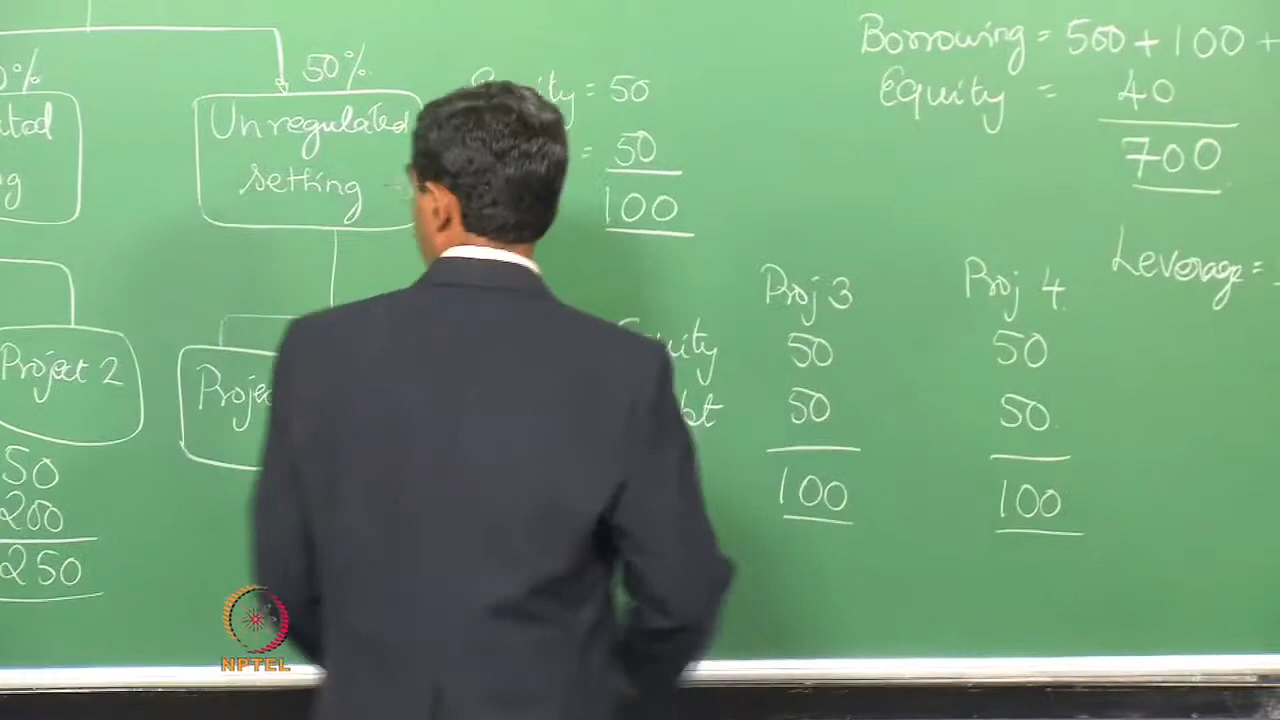 50%
Unregulated
setting
= 50
= 50
100
Borrowing = 500 + 100 +
Equity = 40
700
Leverage =
Project 2
50
200
250
Proj 3 Proj 4
50 50
50 50
100 100
NPTEL